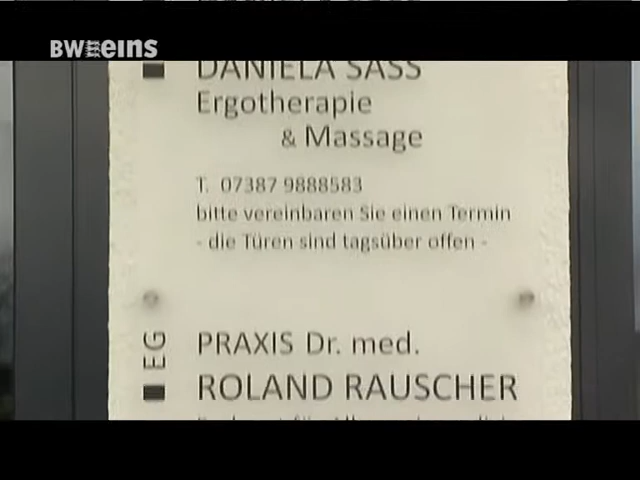 BW eins
DANIELA SASS
Ergotherapie
& Massage
T. 07387 9888583
bitte vereinbaren Sie einen Termin
- die Türen sind tagsüber offen -
EG
PRAXIS Dr. med.
ROLAND RAUSCHER